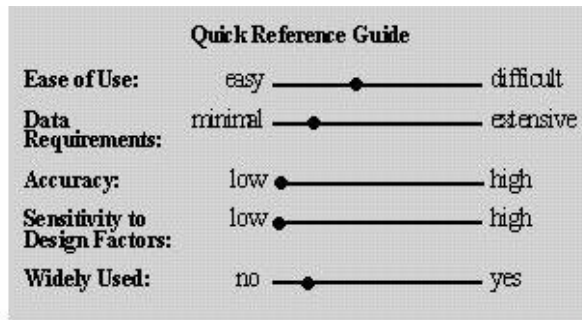 Quick Reference Guide
Ease of Use: easy difficult
Data
Requirements: minimal extensive
Accuracy: low high
Sensitivity to
Design Factors: low high
Widely Used: no yes